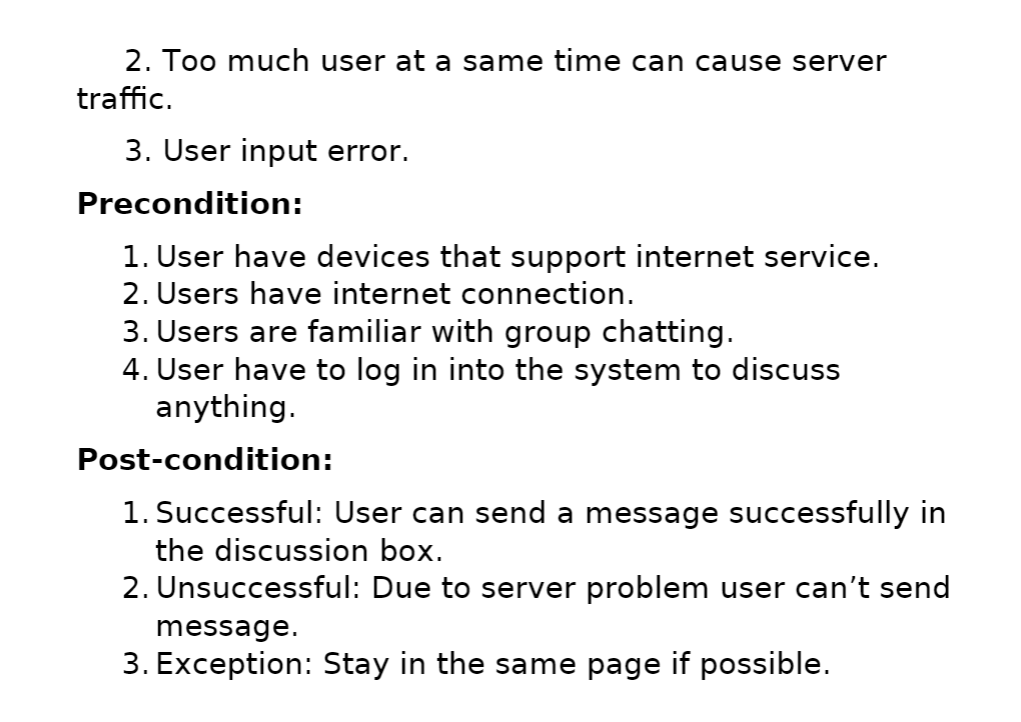 2. Too much user at a same time can cause server
traffic.
3. User input error.
Precondition:
1. User have devices that support internet service.
2. Users have internet connection.
3. Users are familiar with group chatting.
4. User have to log in into the system to discuss
anything.
Post-condition:
1. Successful: User can send a message successfully in
the discussion box.
2. Unsuccessful: Due to server problem user can’t send
message.
3. Exception: Stay in the same page if possible.